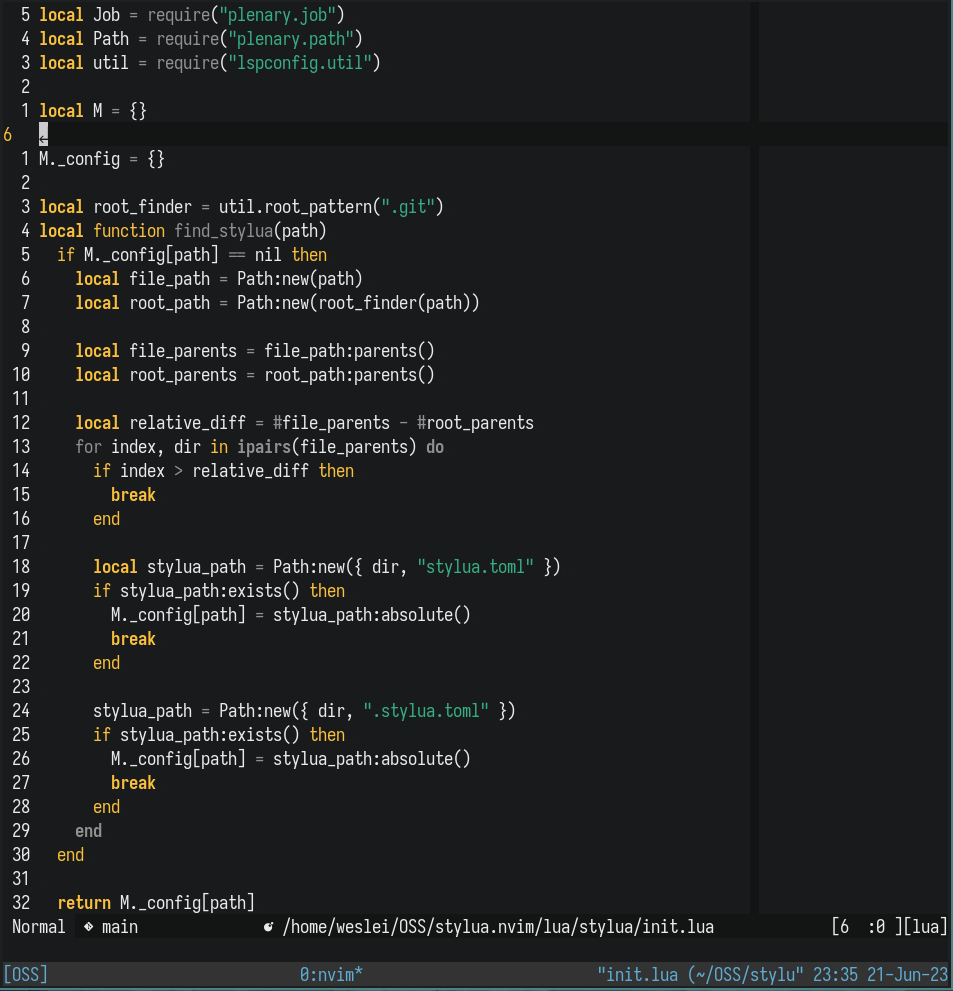 5 local Job = require("plenary.job")
4 local Path = require("plenary.path")
3 local util = require("lspconfig.util")
2
1 local M = {}
6 ←
1 M._config = {}
2
3 local root_finder = util.root_pattern(".git")
4 local function find_stylua(path)
5   if M._config[path] == nil then
6     local file_path = Path:new(path)
7     local root_path = Path:new(root_finder(path))
8
9     local file_parents = file_path:parents()
10     local root_parents = root_path:parents()
11
12     local relative_diff = #file_parents - #root_parents
13     for index, dir in ipairs(file_parents) do
14       if index > relative_diff then
15         break
16       end
17
18       local stylua_path = Path:new({ dir, "stylua.toml" })
19       if stylua_path:exists() then
20         M._config[path] = stylua_path:absolute()
21         break
22       end
23
24       stylua_path = Path:new({ dir, ".stylua.toml" })
25       if stylua_path:exists() then
26         M._config[path] = stylua_path:absolute()
27         break
28       end
29     end
30   end
31
32   return M._config[path]
Normal main /home/weslei/OSS/stylua.nvim/lua/stylua/init.lua [6 :0 ][lua]
[OSS] 0:nvim* "init.lua (~/OSS/stylu" 23:35 21-Jun-23